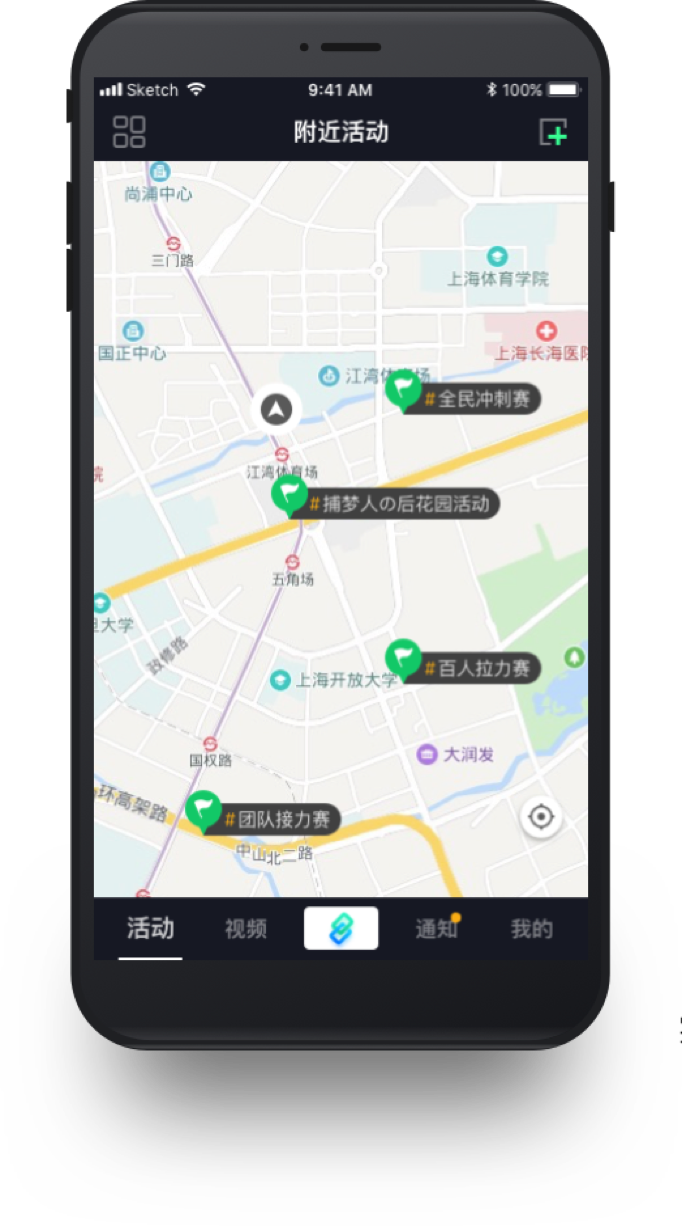 Sketch 9:41 AM 100%
附近活动
尚浦中心
三门路
上海体育学院
国正中心
上海长海医院
江湾体育场
#全民冲刺赛
院
江湾体育场
#捕梦人の后花园活动
五角场
旦大学
政修路
#百人拉力赛
上海开放大学
国权路
大润发
环高架路
#团队接力赛
中山北二路
活动 视频 通知 我的